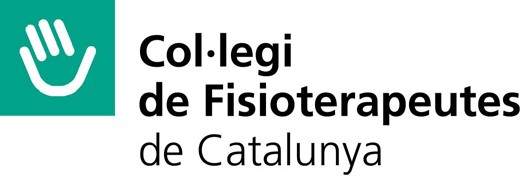 Col·legi
de Fisioterapeutes
de Catalunya